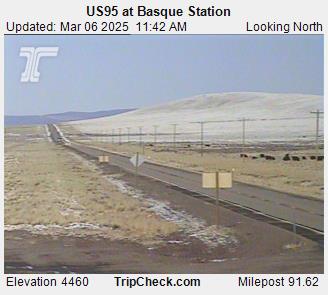 US95 at Basque Station
Updated: Mar 06 2025 11:42 AM Looking North
Elevation 4460 TripCheck.com Milepost 91.62